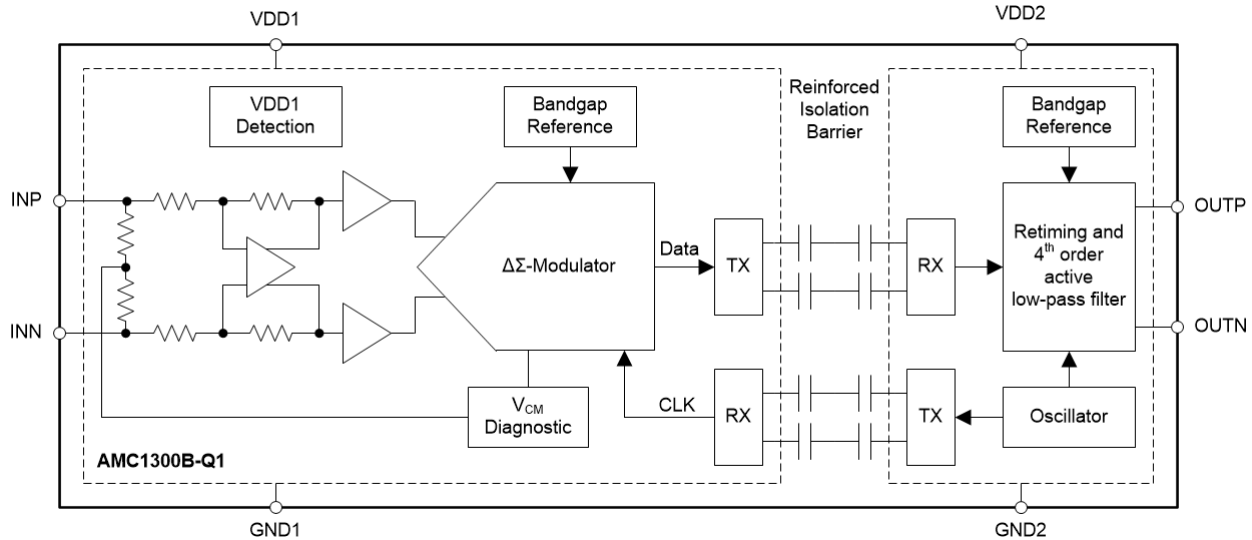 VDD1
VDD2
VDD1
Detection
Bandgap
Reference
Reinforced
Isolation
Barrier
Bandgap
Reference
INP
OUTP
ΔΣ-Modulator
Data
TX
RX
Retiming and
4th order
active
low-pass filter
INN
OUTN
VCM
Diagnostic
CLK
RX
TX
Oscillator
AMC1300B-Q1
GND1
GND2